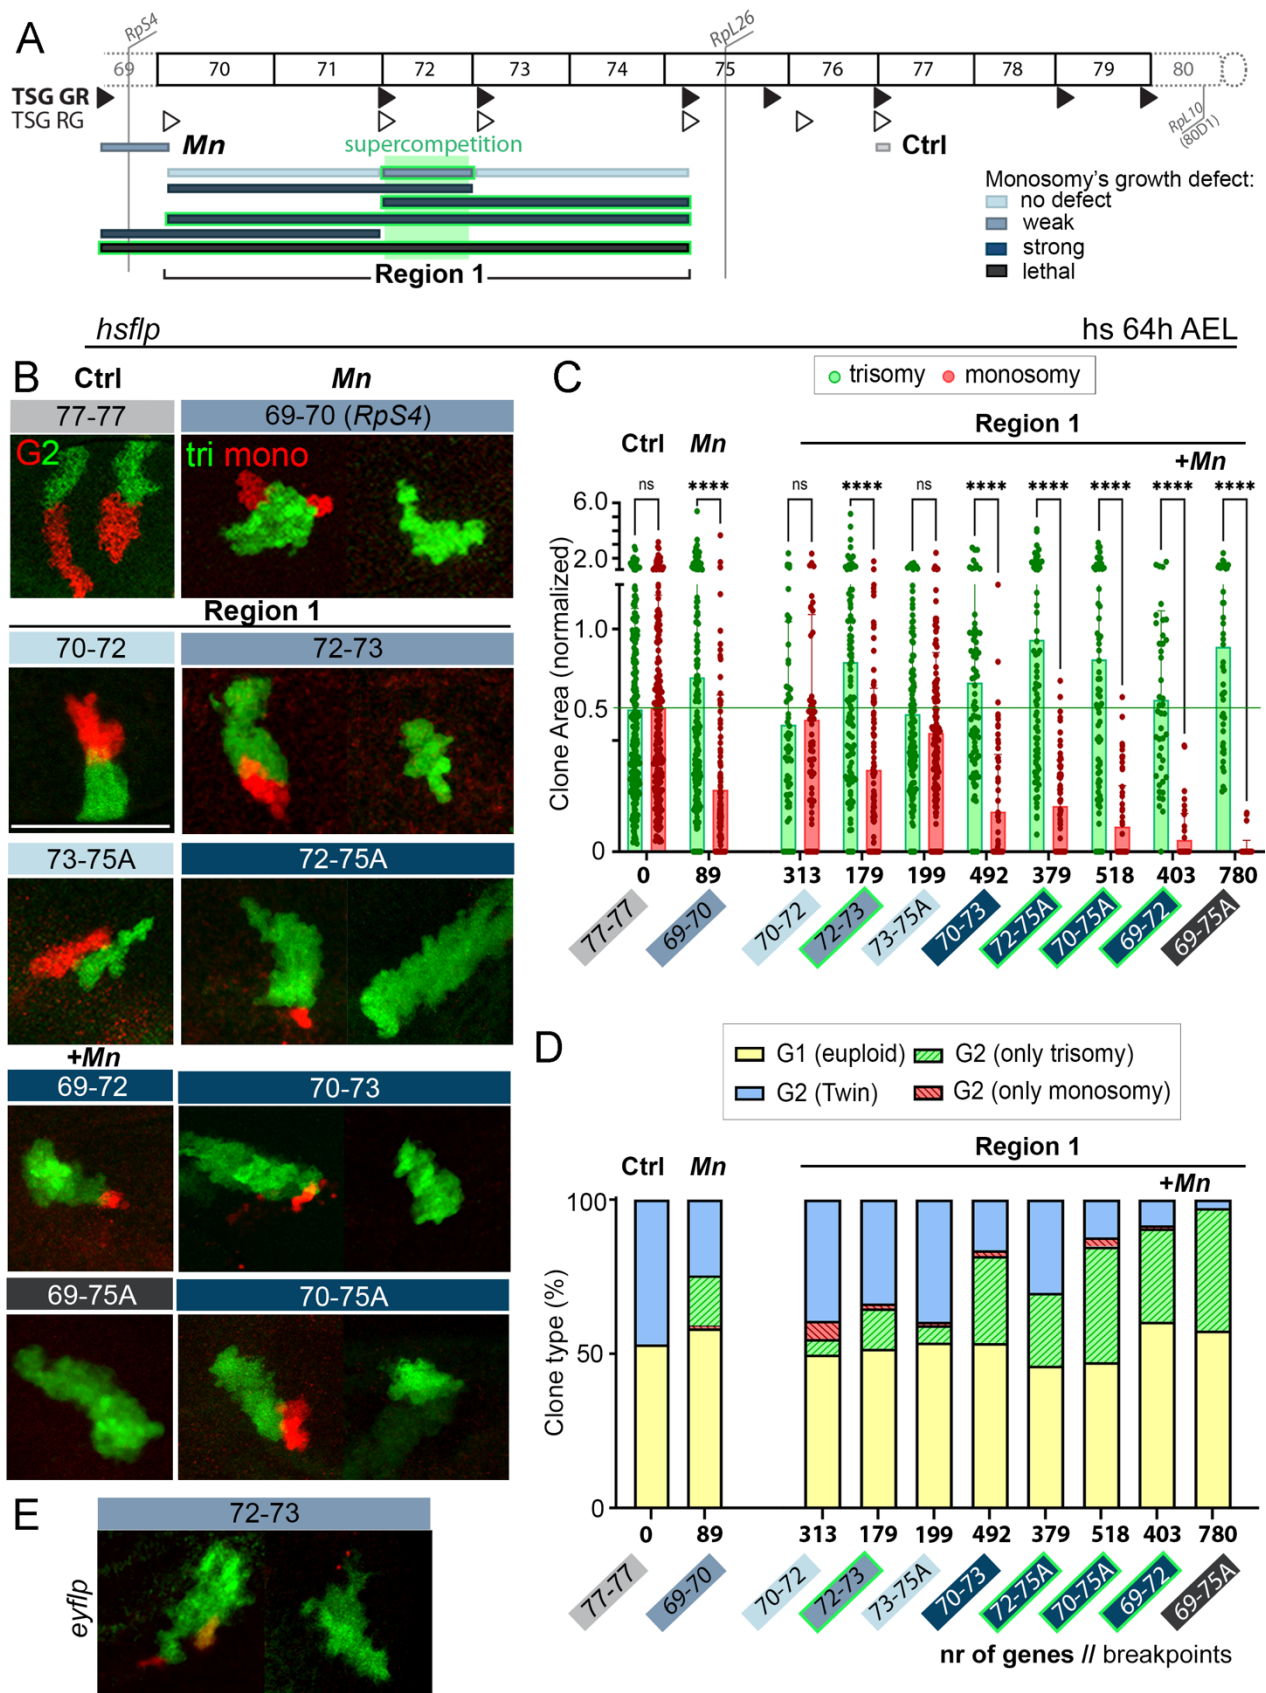 A
RpS4
RpL26
69 70 71 72 73 74 75 76 77 78 79 80
TSG GR
TSG RG
RpL10
(80D1)
Mn
supercompetition
Ctrl
Monosomy's growth defect:
no defect
weak
strong
lethal
Region 1
hsflp
hs 64h AEL
B
Ctrl
Mn
77-77
69-70 (RpS4)
G2
tri mono
Region 1
70-72
72-73
73-75A
72-75A
+Mn
69-72
70-73
69-75A
70-75A
C
trisomy
monosomy
Region 1
Ctrl
Mn
+Mn
ns
****
ns
****
ns
****
****
****
****
****
6.0
2.0
1.0
0.5
0
Clone Area (normalized)
0 89 313 179 199 492 379 518 403 780
77-77
69-70
70-72
72-73
73-75A
70-73
72-75A
70-75A
69-72
69-75A
D
G1 (euploid)
G2 (only trisomy)
G2 (Twin)
G2 (only monosomy)
Region 1
Ctrl
Mn
+Mn
100
50
0
Clone type (%)
0 89 313 179 199 492 379 518 403 780
77-77
69-70
70-72
72-73
73-75A
70-73
72-75A
70-75A
69-72
69-75A
nr of genes // breakpoints
E
72-73
eyflp